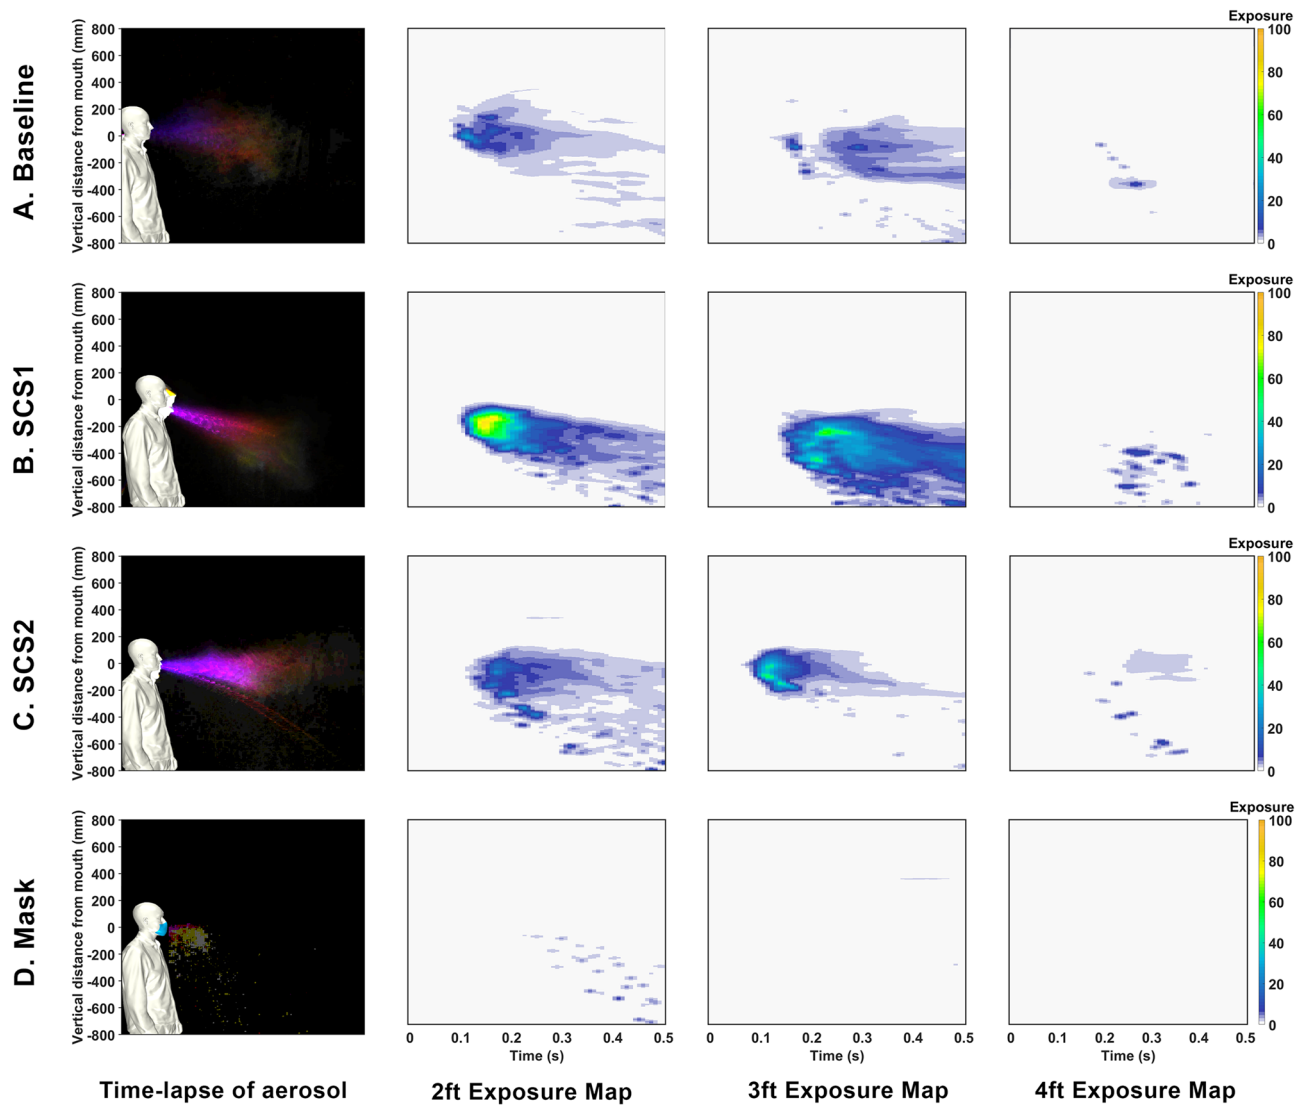 Exposure
A. Baseline
Vertical distance from mouth (mm)
800
600
400
200
0
-200
-400
-600
-800
100
80
60
40
20
0
Exposure
B. SCS1
Vertical distance from mouth (mm)
800
600
400
200
0
-200
-400
-600
-800
100
80
60
40
20
0
Exposure
C. SCS2
Vertical distance from mouth (mm)
800
600
400
200
0
-200
-400
-600
-800
100
80
60
40
20
0
Exposure
D. Mask
Vertical distance from mouth (mm)
800
600
400
200
0
-200
-400
-600
-800
100
80
60
40
20
0
0 0.1 0.2 0.3 0.4 0.5
Time (s)
0 0.1 0.2 0.3 0.4 0.5
Time (s)
0 0.1 0.2 0.3 0.4 0.5
Time (s)
Time-lapse of aerosol
2ft Exposure Map
3ft Exposure Map
4ft Exposure Map